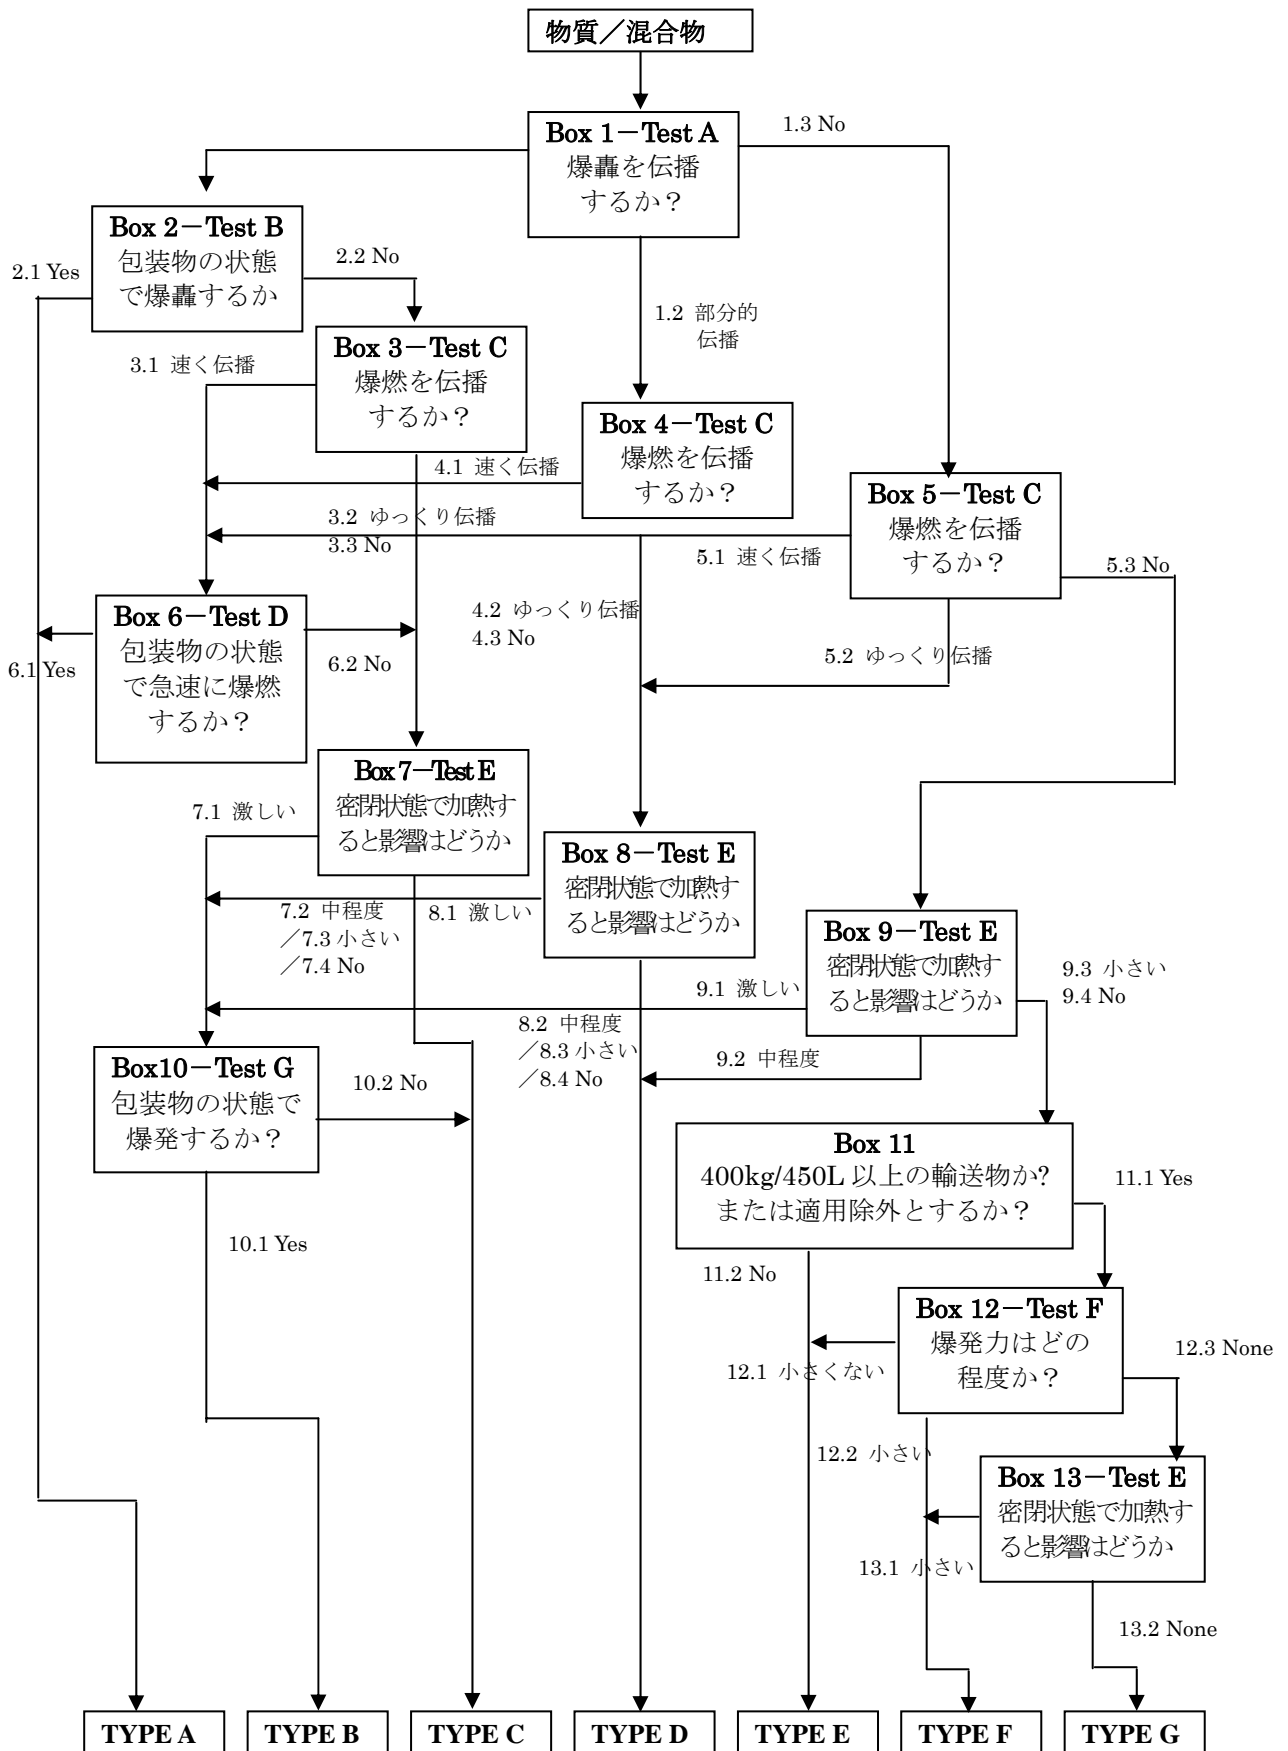 物質／混合物
Box 1－Test A
爆轟を伝播
するか？
1.3 No
Box 2－Test B
包装物の状態
で爆轟するか
2.1 Yes
2.2 No
1.2 部分的
伝播
Box 3－Test C
爆燃を伝播
するか？
3.1 速く伝播
Box 4－Test C
爆燃を伝播
するか？
4.1 速く伝播
Box 5－Test C
爆燃を伝播
するか？
3.2 ゆっくり伝播
3.3 No
5.1 速く伝播
5.3 No
Box 6－Test D
包装物の状態
で急速に爆燃
するか？
6.1 Yes
6.2 No
4.2 ゆっくり伝播
4.3 No
5.2 ゆっくり伝播
Box 7－Test E
密閉状態で加熱す
ると影響はどうか
7.1 激しい
Box 8－Test E
密閉状態で加熱す
ると影響はどうか
7.2 中程度
／7.3 小さい
／7.4 No
8.1 激しい
Box 9－Test E
密閉状態で加熱す
ると影響はどうか
9.1 激しい
9.3 小さい
9.4 No
8.2 中程度
／8.3 小さい
／8.4 No
9.2 中程度
Box10－Test G
包装物の状態で
爆発するか？
10.2 No
10.1 Yes
Box 11
400kg/450L 以上の輸送物か?
または適用除外とするか？
11.1 Yes
11.2 No
Box 12－Test F
爆発力はどの
程度か？
12.1 小さくない
12.3 None
12.2 小さい
Box 13－Test E
密閉状態で加熱す
ると影響はどうか
13.1 小さい
13.2 None
TYPE A
TYPE B
TYPE C
TYPE D
TYPE E
TYPE F
TYPE G